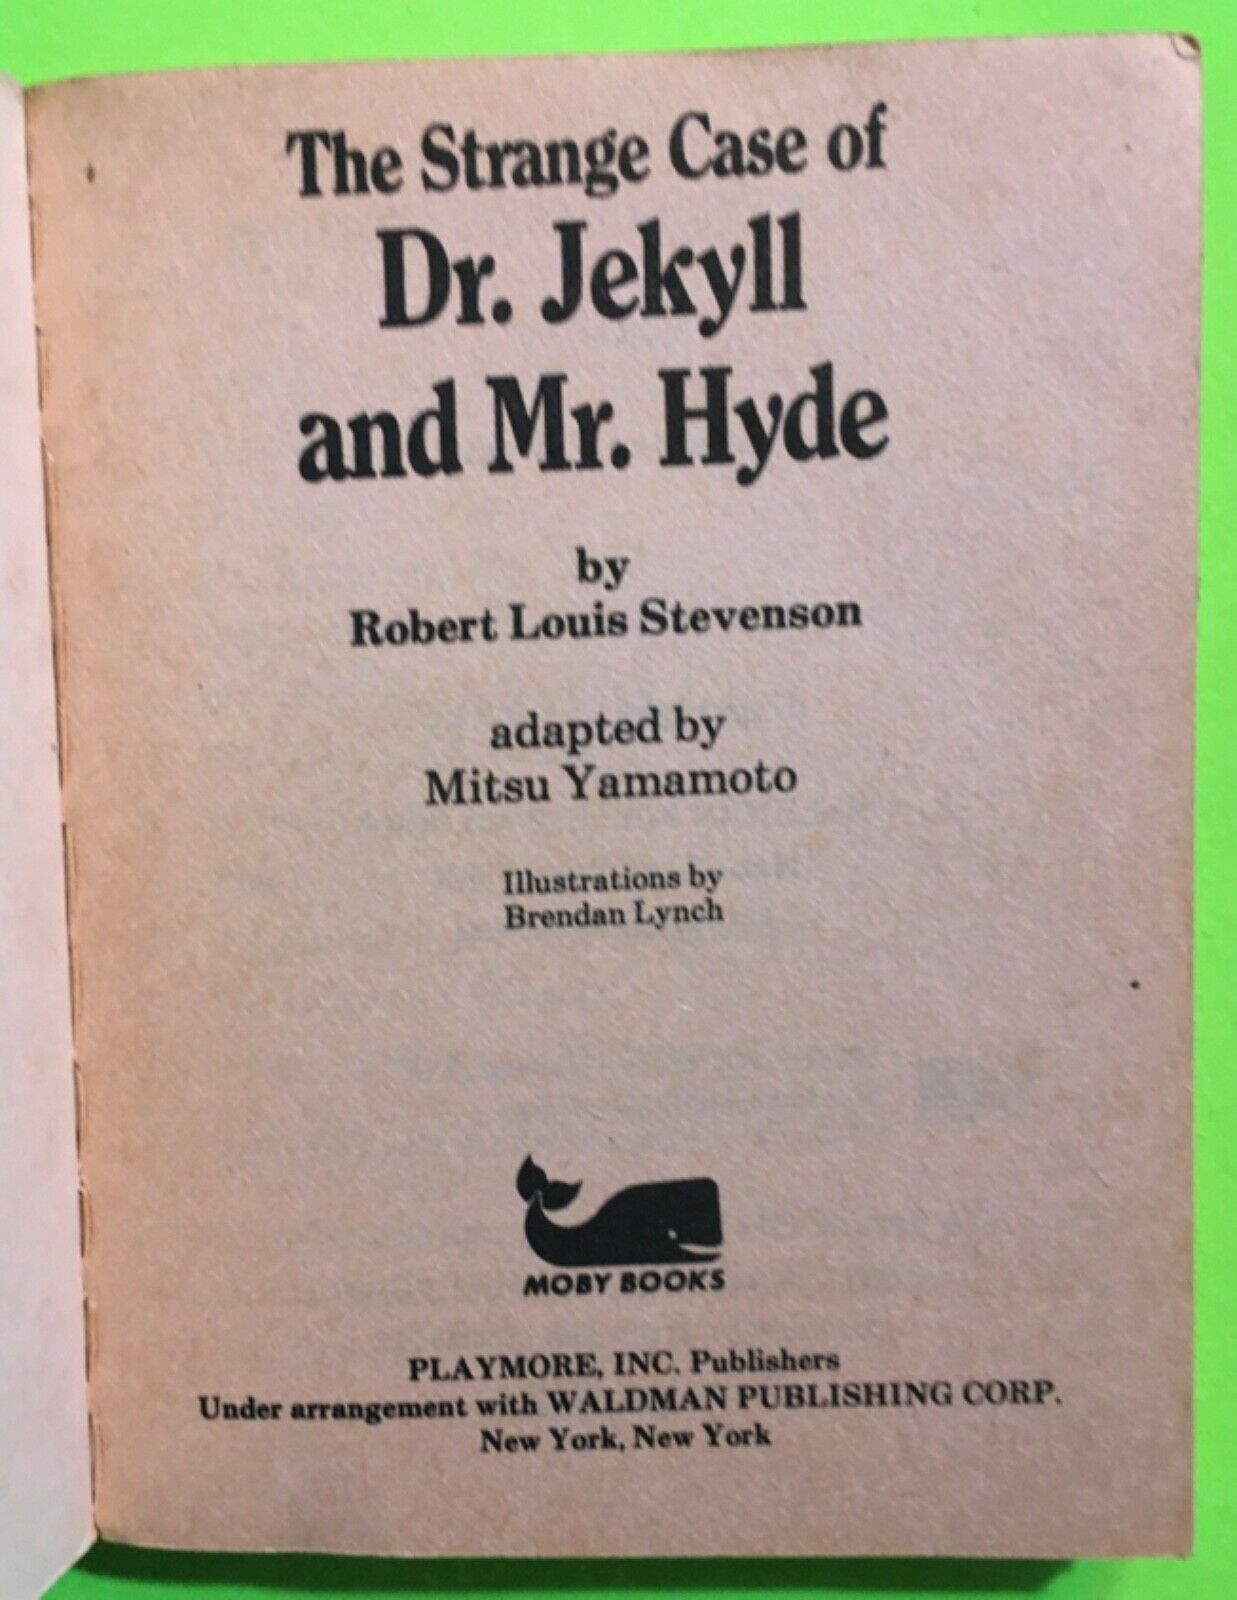 The Strange Case of
Dr. Jekyll
and Mr. Hyde
by
Robert Louis Stevenson
adapted by
Mitsu Yamamoto
Illustrations by
Brendan Lynch
MOBY BOOKS
PLAYMORE, INC. Publishers
Under arrangement with WALDMAN PUBLISHING CORP.
New York, New York